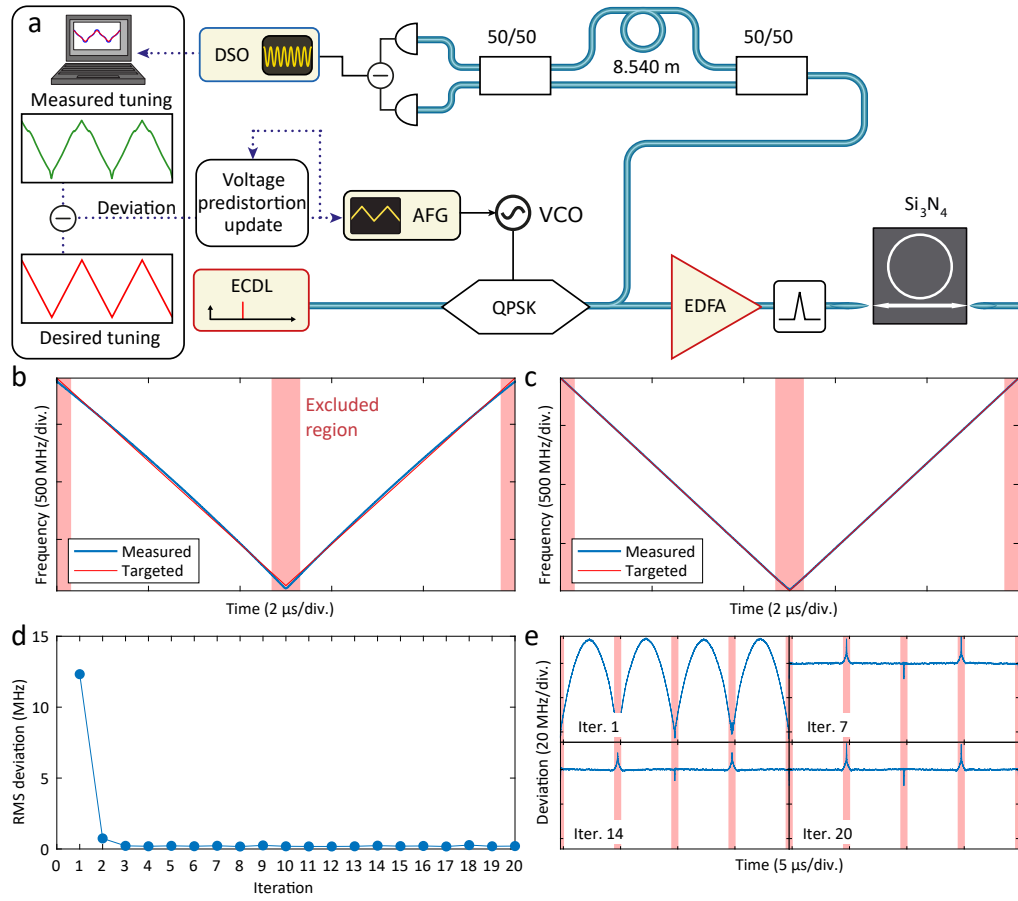 a
DSO
50/50
50/50
8.540 m
Measured tuning
Deviation
Voltage
predistortion
update
AFG
VCO
Si3N4
Desired tuning
ECDL
QPSK
EDFA
b
Frequency (500 MHz/div.)
Excluded
region
Measured
Targeted
Time (2 µs/div.)
c
Frequency (500 MHz/div.)
Measured
Targeted
Time (2 µs/div.)
d
RMS deviation (MHz)
15
10
5
0
0 1 2 3 4 5 6 7 8 9 10 11 12 13 14 15 16 17 18 19 20
Iteration
e
Deviation (20 MHz/div.)
Iter. 1
Iter. 7
Iter. 14
Iter. 20
Time (5 µs/div.)